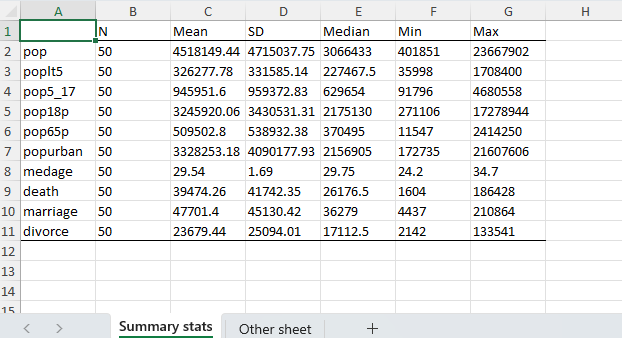 A B C D E F G H
1 N Mean SD Median Min Max
2 pop 50 4518149.44 4715037.75 3066433 401851 23667902
3 poplt5 50 326277.78 331585.14 227467.5 35998 1708400
4 pop5_17 50 945951.6 959372.83 629654 91796 4680558
5 pop18p 50 3245920.06 3430531.31 2175130 271106 17278944
6 pop65p 50 509502.8 538932.38 370495 11547 2414250
7 popurban 50 3328253.18 4090177.93 2156905 172735 21607606
8 medage 50 29.54 1.69 29.75 24.2 34.7
9 death 50 39474.26 41742.35 26176.5 1604 186428
10 marriage 50 47701.4 45130.42 36279 4437 210864
11 divorce 50 23679.44 25094.01 17112.5 2142 133541
12
13
14
15
Summary stats Other sheet +